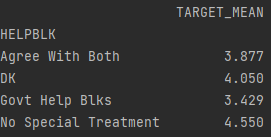 TARGET_MEAN
HELPBLK
Agree With Both 3.877
DK 4.050
Govt Help Blks 3.429
No Special Treatment 4.550